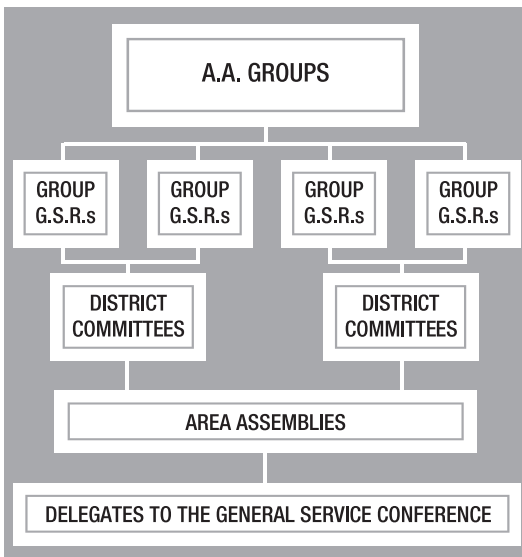 A.A. GROUPS
GROUP
G.S.R.s
GROUP
G.S.R.s
GROUP
G.S.R.s
GROUP
G.S.R.s
DISTRICT
COMMITTEES
DISTRICT
COMMITTEES
AREA ASSEMBLIES
DELEGATES TO THE GENERAL SERVICE CONFERENCE